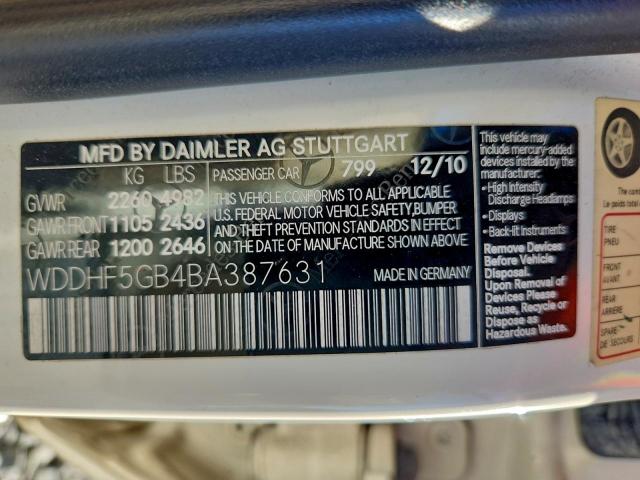 MFD BY DAIMLER AG STUTTGART
KG LBS PASSENGER CAR 799 12/10
GVWR 2260 4982
GAWR FRONT 1105 2436
GAWR REAR 1200 2646
THIS VEHICLE CONFORMS TO ALL APPLICABLE
U.S. FEDERAL MOTOR VEHICLE SAFETY, BUMPER
AND THEFT PREVENTION STANDARDS IN EFFECT
ON THE DATE OF MANUFACTURE SHOWN ABOVE.
WDDHF5GB4BA387631
MADE IN GERMANY
This vehicle may
include mercury-added
devices installed by
the manufacturer:
• High Intensity
Discharge Headlamps
• Displays
• Back-lit Instruments
Remove Devices
Before Vehicle
Disposal.
Upon Removal of
Devices Please
Reuse, Recycle or
Dispose as
Hazardous Waste.
The com
Le poids total
TIRE
PNEU
FRONT
AVANT
REAR
ARRIERE
SPARE
DE SECOURS